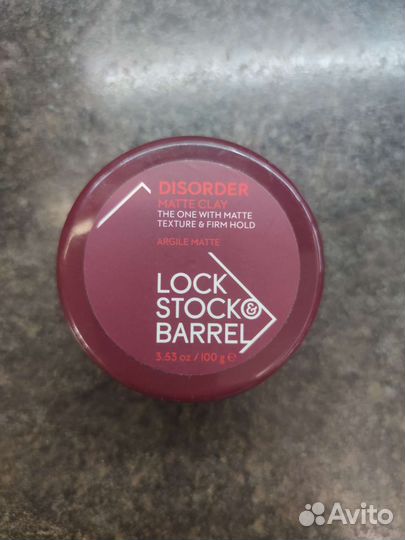 DISORDER
MATTE CLAY
THE ONE WITH MATTE
TEXTURE & FIRM HOLD
ARGILE MATTE
LOCK
STOCK &
BARREL
3.53 oz / 100 g ℮
Avito